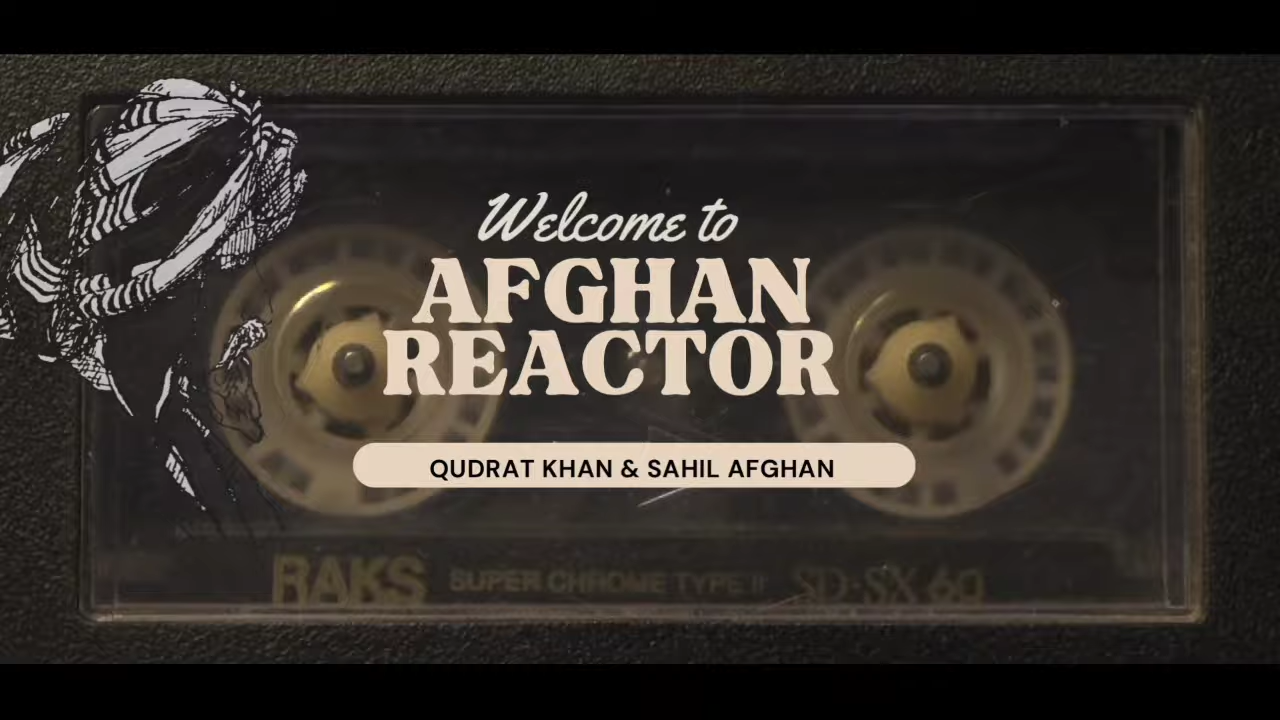 Welcome to
AFGHAN
REACTOR
QUDRAT KHAN & SAHIL AFGHAN
RAKS SUPER CHROME TYPE II SD-SX 60